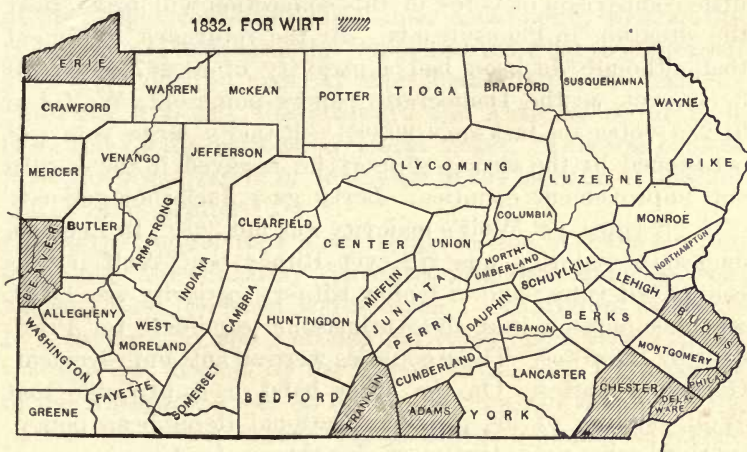 1832. FOR WIRT
ERIE
CRAWFORD
WARREN
McKEAN
POTTER
TIOGA
BRADFORD
SUSQUEHANNA
WAYNE
PIKE
MERCER
VENANGO
JEFFERSON
LYCOMING
LUZERNE
MONROE
BEAVER
BUTLER
ARMSTRONG
INDIANA
CLEARFIELD
CENTER
UNION
COLUMBIA
NORTH-
UMBERLAND
NORTHAMPTON
MIFFLIN
JUNIATA
SCHUYLKILL
LEHIGH
ALLEGHENY
WEST
MORELAND
CAMBRIA
HUNTINGDON
PERRY
DAUPHIN
LEBANON
BERKS
BUCKS
WASHINGTON
CUMBERLAND
LANCASTER
MONTGOMERY
GREENE
FAYETTE
SOMERSET
BEDFORD
FRANKLIN
ADAMS
YORK
CHESTER
DELA-
WARE
PHILA.